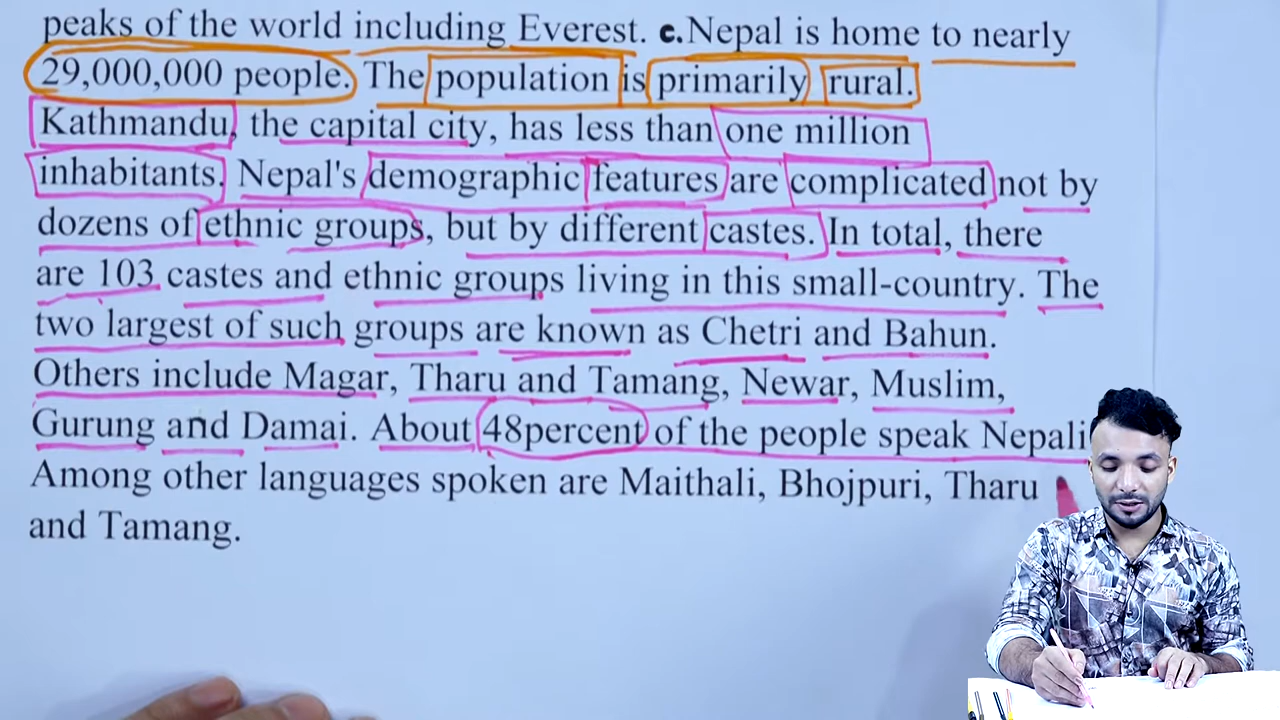 peaks of the world including Everest. c.Nepal is home to nearly
29,000,000 people. The population is primarily rural.
Kathmandu, the capital city, has less than one million
inhabitants. Nepal's demographic features are complicated not by
dozens of ethnic groups, but by different castes. In total, there
are 103 castes and ethnic groups living in this small-country. The
two largest of such groups are known as Chetri and Bahun.
Others include Magar, Tharu and Tamang, Newar, Muslim,
Gurung and Damai. About 48percent of the people speak Nepali
Among other languages spoken are Maithali, Bhojpuri, Tharu
and Tamang.